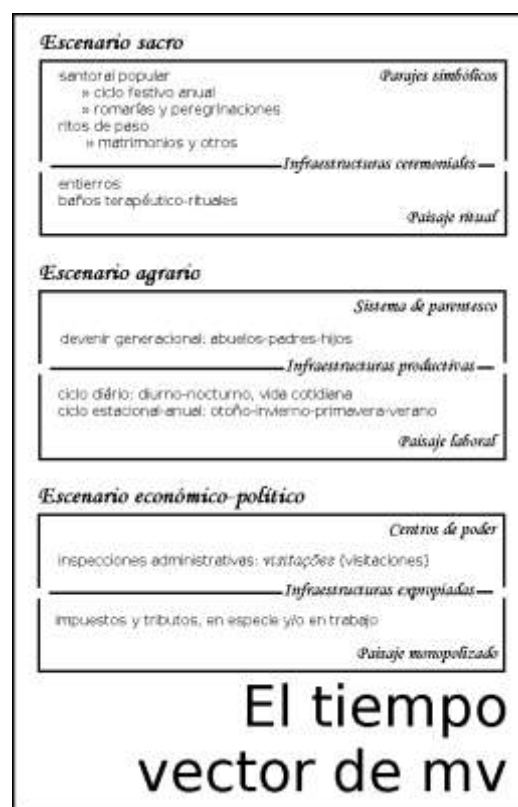 Escenario sacro
santoral popular
Parajes simbólicos
» ciclo festivo anual
» romarías y peregrinaciones
ritos de paso
» matrimonios y otros
Infraestructuras ceremoniales
entierros
baños terapéutico-rituales
Paisaje ritual
Escenario agrario
Sistema de parentesco
devenir generacional: abuelos-padres-hijos
Infraestructuras productivas
ciclo diário: diurno-nocturno, vida cotidiana
ciclo estacional-anual: otoño-invierno-primavera-verano
Paisaje laboral
Escenario económico-político
Centros de poder
inspecciones administrativas: visitações (visitaciones)
Infraestructuras expropiadas
impuestos y tributos, en especie y/o en trabajo
Paisaje monopolizado
El tiempo
vector de mv